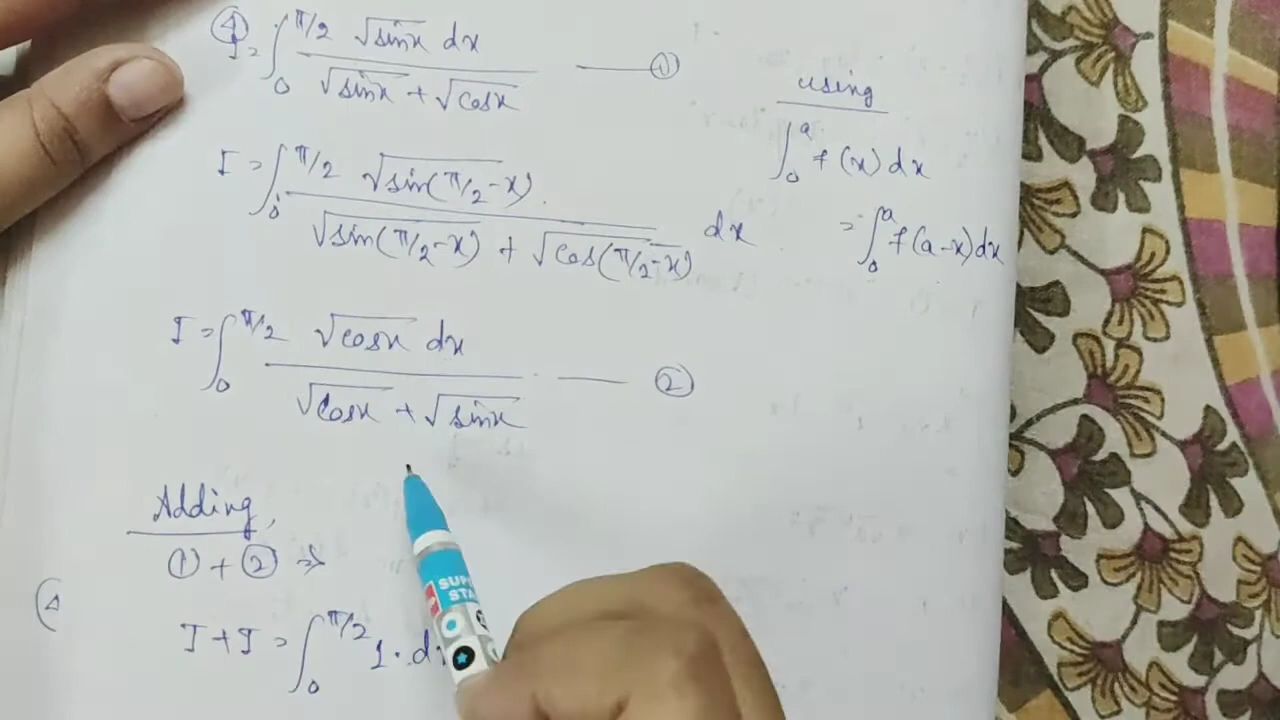 ④
I = ∫₀^π/2 √sinx dx / √sinx + √cosx —— ①
using
∫₀^a f(x) dx
= ∫₀^a f(a-x) dx
I = ∫₀^π/2 √sin(π/2-x) / √sin(π/2-x) + √cos(π/2-x) dx
I = ∫₀^π/2 √cosx dx / √cosx + √sinx —— ②
Adding,
① + ② ⇒
I + I = ∫₀^π/2 1. d